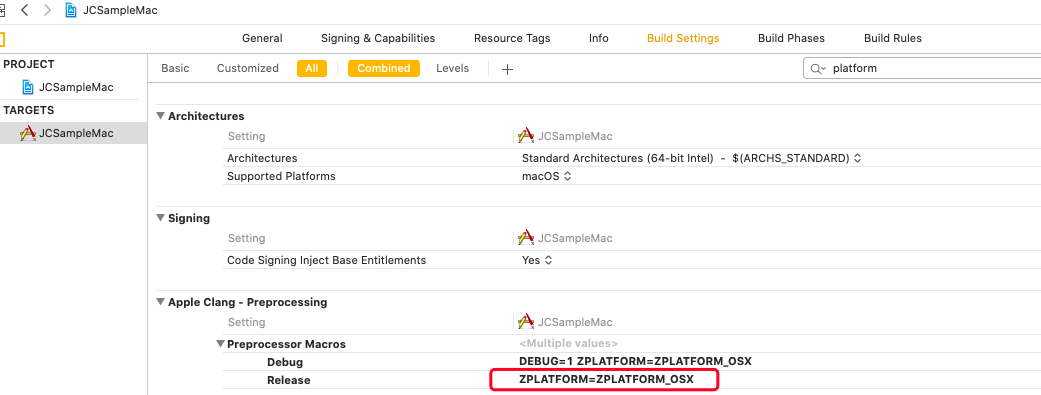 JCSampleMac
General Signing & Capabilities Resource Tags Info Build Settings Build Phases Build Rules
PROJECT
JCSampleMac
TARGETS
JCSampleMac
Basic Customized All Combined Levels + platform
Architectures
Setting JCSampleMac
Architectures Standard Architectures (64-bit Intel) - $(ARCHS_STANDARD)
Supported Platforms macOS
Signing
Setting JCSampleMac
Code Signing Inject Base Entitlements Yes
Apple Clang - Preprocessing
Setting JCSampleMac
Preprocessor Macros <Multiple values>
Debug DEBUG=1 ZPLATFORM=ZPLATFORM_OSX
Release ZPLATFORM=ZPLATFORM_OSX